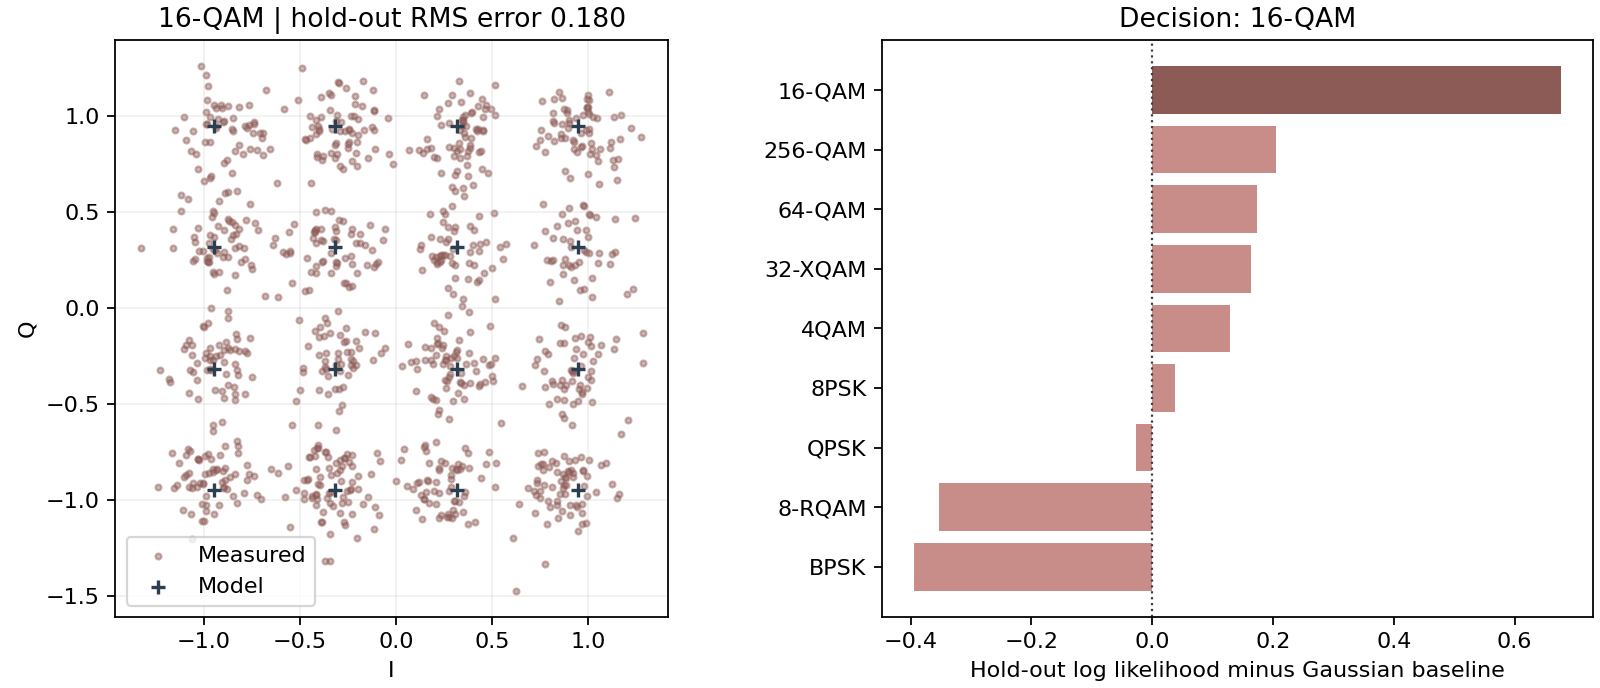 16-QAM | hold-out RMS error 0.180
1.0
0.5
0.0
−0.5
−1.0
−1.5
Q
Measured
Model
−1.0
−0.5
0.0
0.5
1.0
I
Decision: 16-QAM
16-QAM
256-QAM
64-QAM
32-XQAM
4QAM
8PSK
QPSK
8-RQAM
BPSK
−0.4
−0.2
0.0
0.2
0.4
0.6
Hold-out log likelihood minus Gaussian baseline